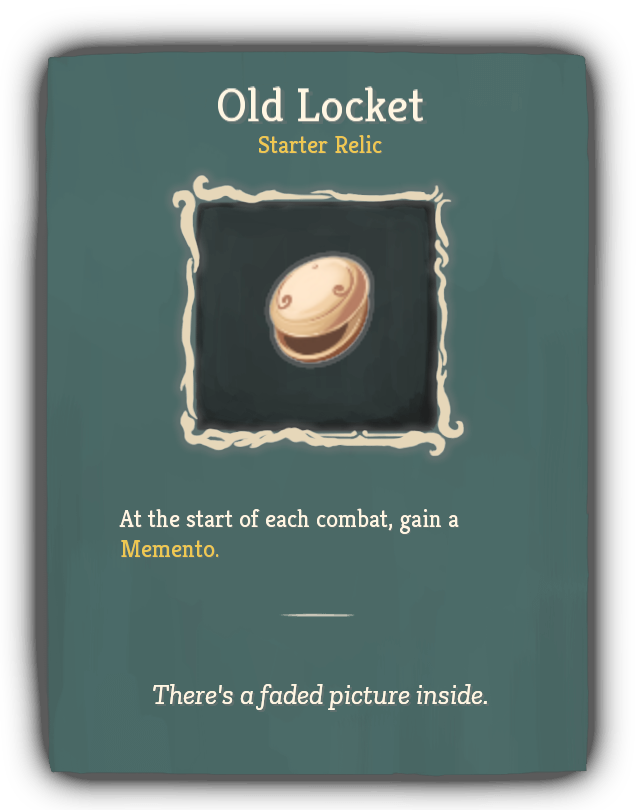 Old Locket
Starter Relic
At the start of each combat, gain a
Memento.
There's a faded picture inside.